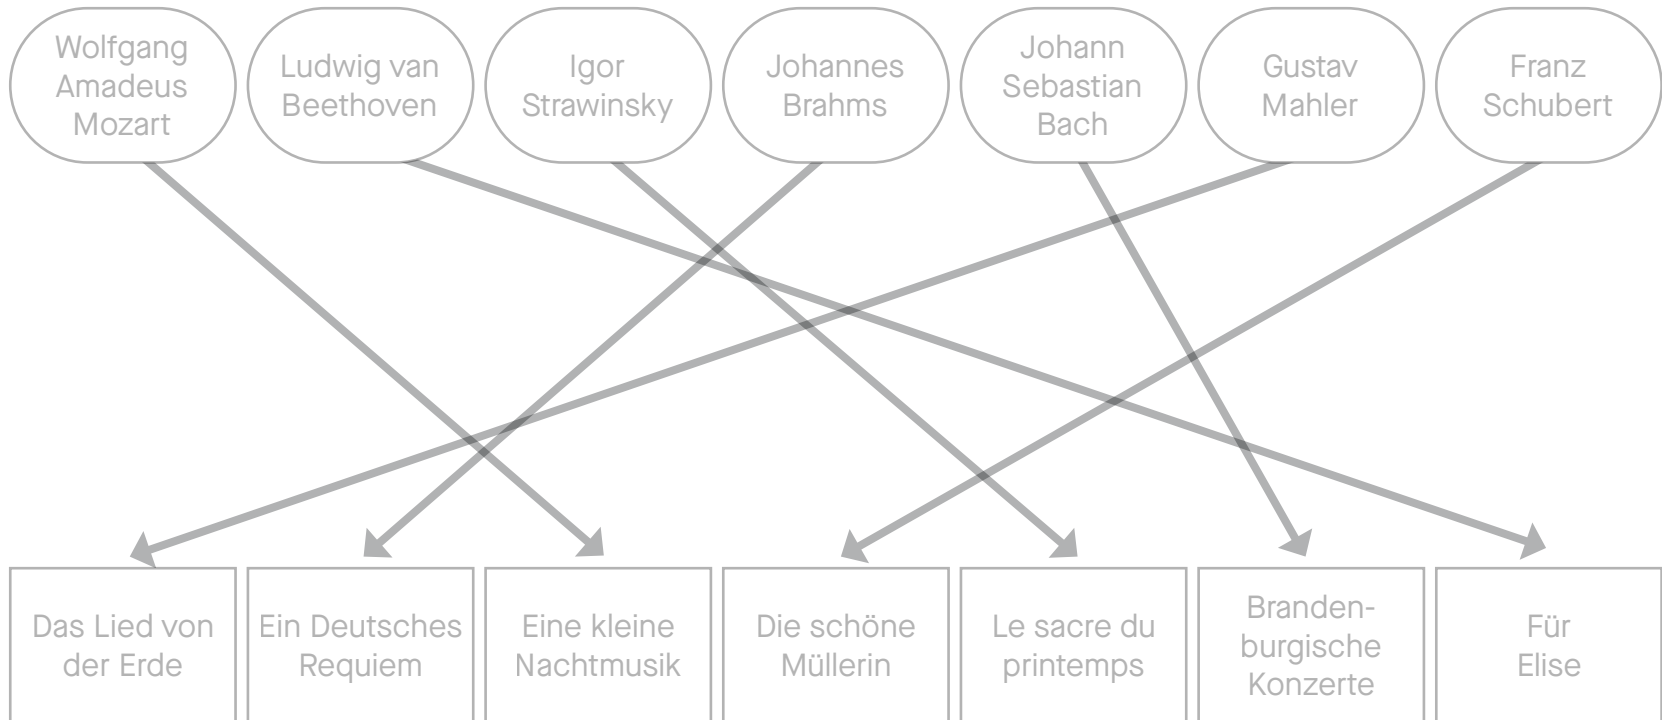 Wolfgang
Amadeus
Mozart
Ludwig van
Beethoven
Igor
Strawinsky
Johannes
Brahms
Johann
Sebastian
Bach
Gustav
Mahler
Franz
Schubert
Das Lied von
der Erde
Ein Deutsches
Requiem
Eine kleine
Nachtmusik
Die schöne
Müllerin
Le sacre du
printemps
Branden-
burgische
Konzerte
Für
Elise